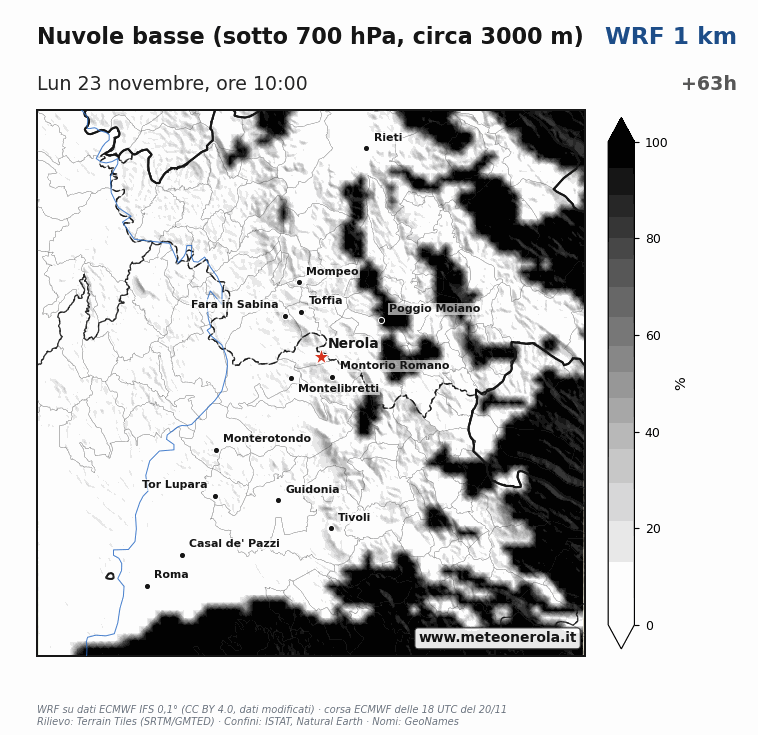 Nuvole basse (sotto 700 hPa, circa 3000 m) WRF 1 km
Lun 23 novembre, ore 10:00 +63h
Rieti
Mompeo
Fara in Sabina
Toffia
Poggio Moiano
Nerola
Montorio Romano
Montelibretti
Monterotondo
Tor Lupara
Guidonia
Tivoli
Casal de' Pazzi
Roma
www.meteonerola.it
100
80
60
40
20
0
%
WRF su dati ECMWF IFS 0,1° (CC BY 4.0, dati modificati) · corsa ECMWF delle 18 UTC del 20/11
Rilievo: Terrain Tiles (SRTM/GMTED) · Confini: ISTAT, Natural Earth · Nomi: GeoNames